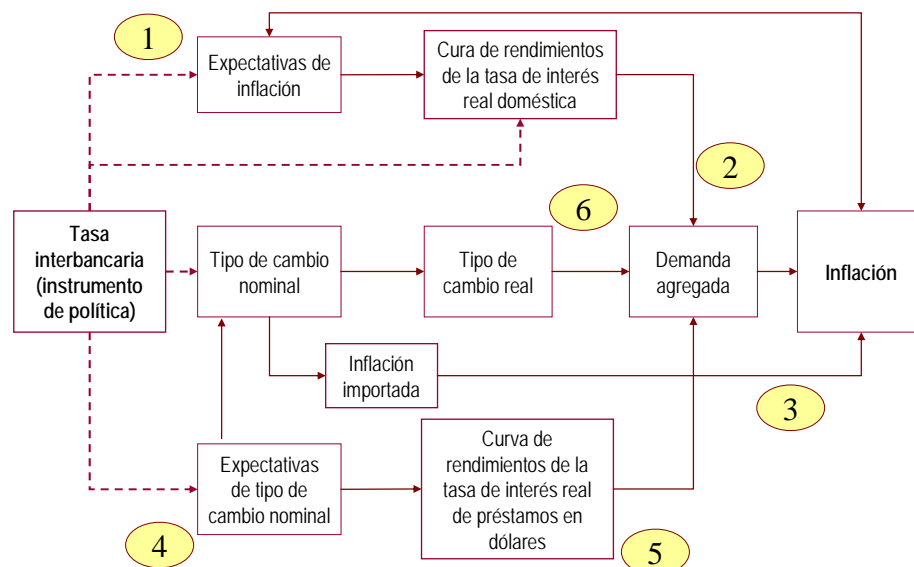 1
Expectativas de
inflación
Cura de rendimientos
de la tasa de interés
real doméstica
2
6
Tasa
interbancaria
(instrumento
de política)
Tipo de cambio
nominal
Tipo de
cambio real
Demanda
agregada
Inflación
Inflación
importada
3
Expectativas
de tipo de
cambio nominal
Curva de
rendimientos de la
tasa de interés real
de préstamos en
dólares
4
5